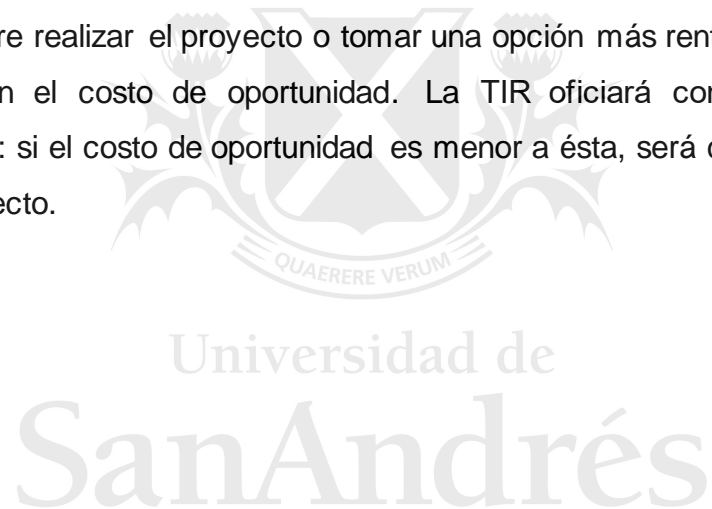 re realizar el proyecto o tomar una opción más rent
n el costo de oportunidad. La TIR oficiará con
: si el costo de oportunidad es menor a ésta, será c
ecto.
QUAERERE VERUM
Universidad de
SanAndrés